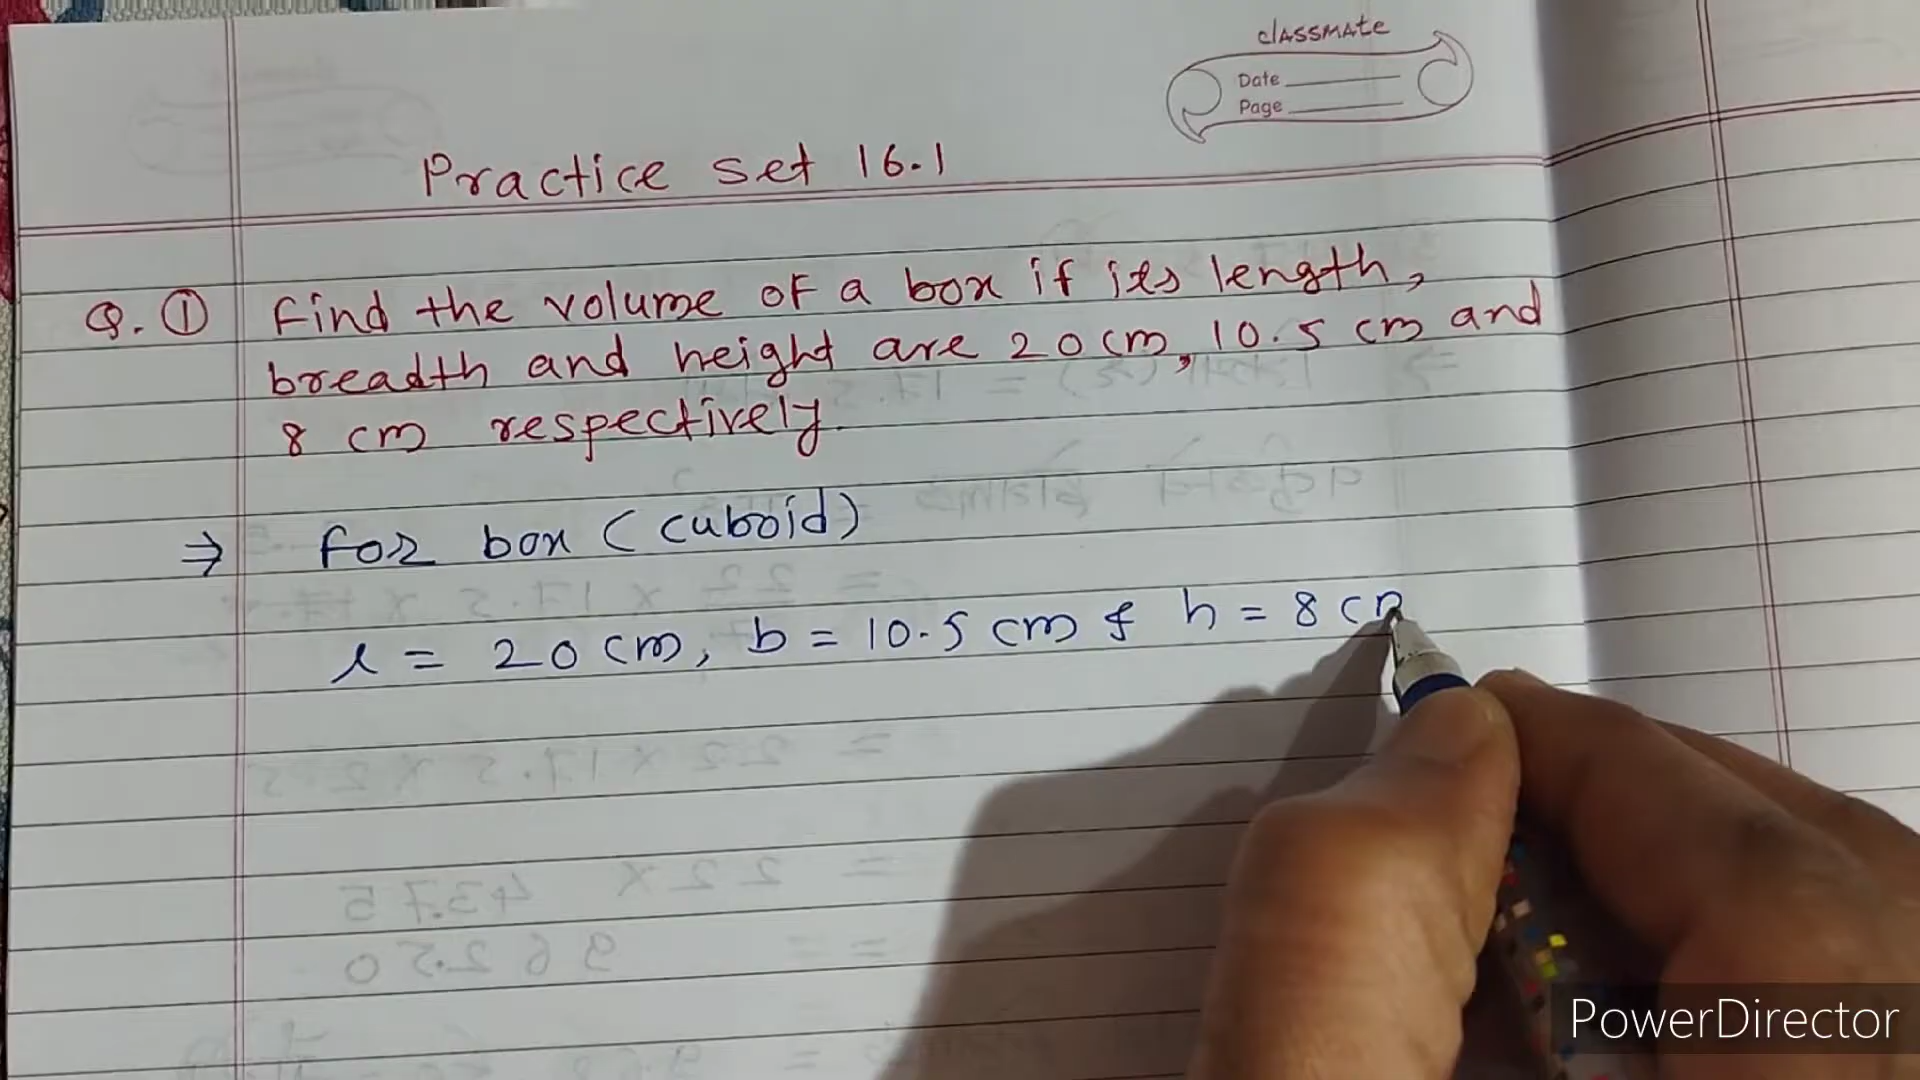 classmate
Date
Page
Practice set 16.1
Q. ① Find the volume of a box if its length,
breadth and height are 20 cm, 10.5 cm and
8 cm respectively.
⇒ for box (cuboid)
l = 20 cm, b = 10.5 cm & h = 8 cm
PowerDirector